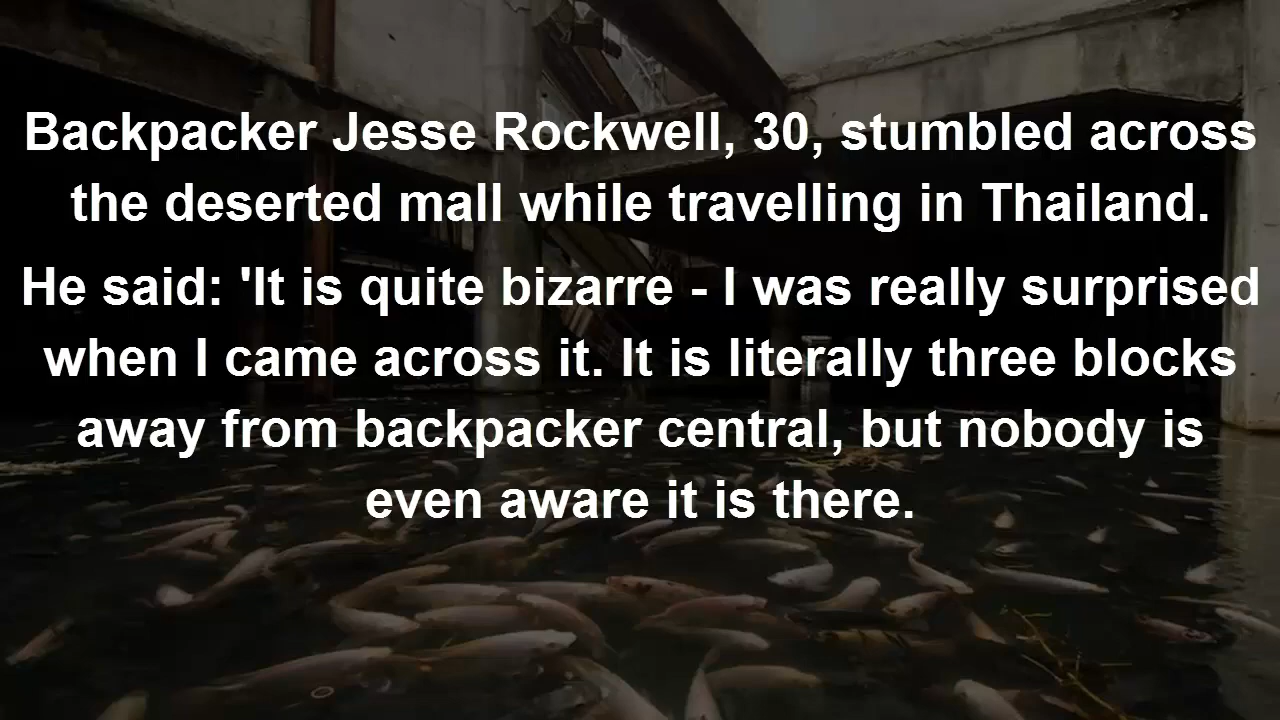 Backpacker Jesse Rockwell, 30, stumbled across
the deserted mall while travelling in Thailand.
He said: 'It is quite bizarre - I was really surprised
when I came across it. It is literally three blocks
away from backpacker central, but nobody is
even aware it is there.